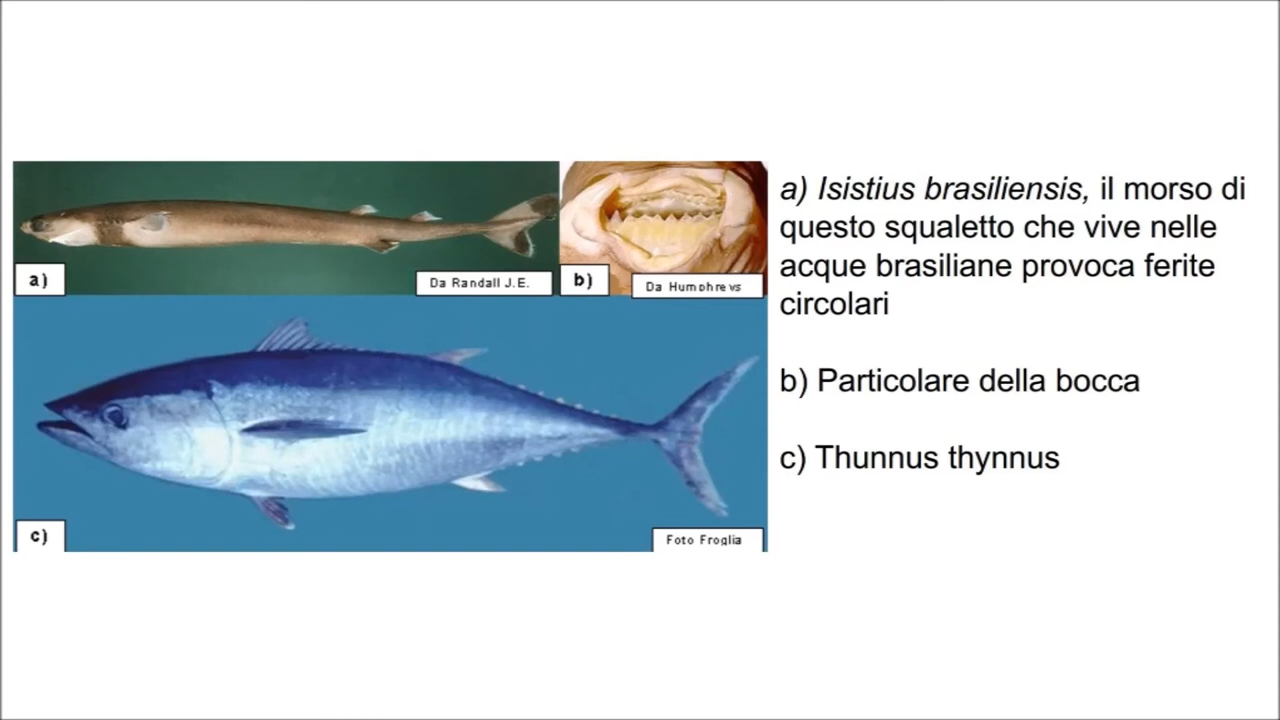 a)
Da Randall J.E.
b)
Da Humphreys
c)
Foto Froglia
a) Isistius brasiliensis, il morso di
questo squaletto che vive nelle
acque brasiliane provoca ferite
circolari
b) Particolare della bocca
c) Thunnus thynnus